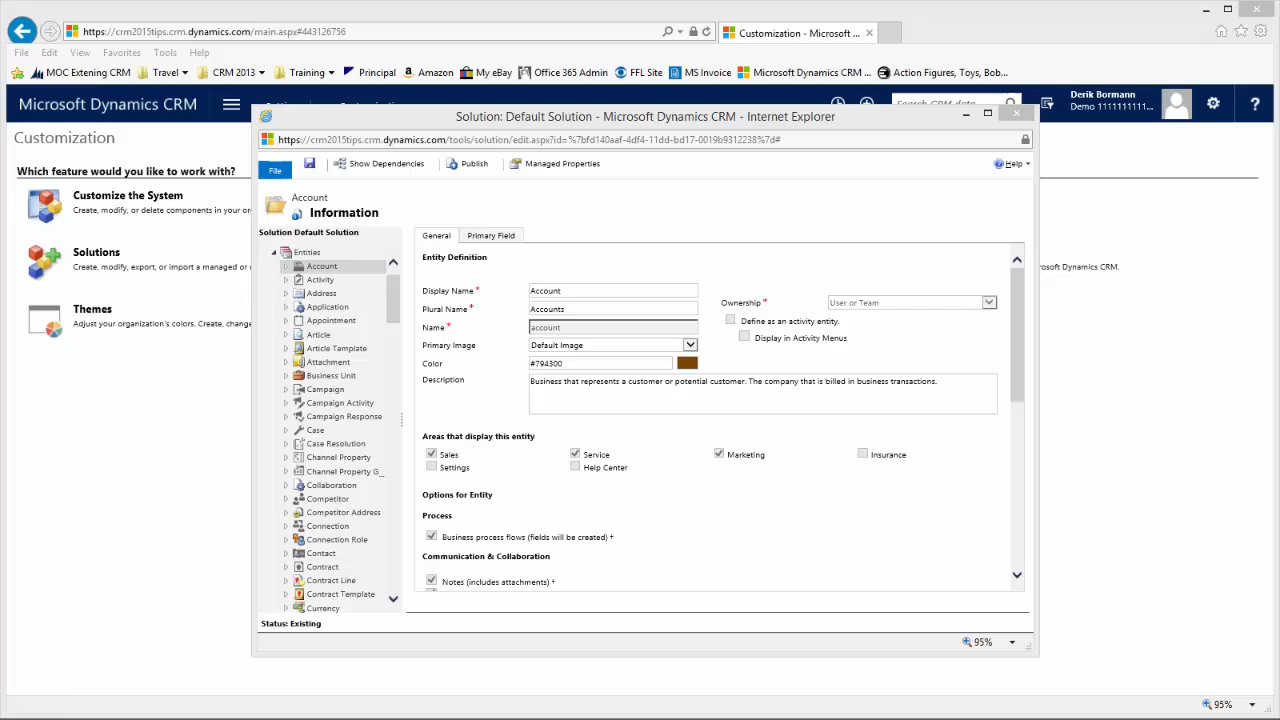 https://crm2015tips.crm.dynamics.com/main.aspx#443126756
Customization - Microsoft ...
File Edit View Favorites Tools Help
MOC Extening CRM Travel CRM 2013 Training Principal Amazon My eBay Office 365 Admin FFL Site MS Invoice Microsoft Dynamics CRM ... Action Figures, Toys, Bob...
Microsoft Dynamics CRM
Derik Bormann
Demo 1111111111...
Customization
Which feature would you like to work with?
Customize the System
Create, modify, or delete components in your or
Solutions
Create, modify, export, or import a managed or
osoft Dynamics CRM.
Themes
Adjust your organization's colors. Create, change
Solution: Default Solution - Microsoft Dynamics CRM - Internet Explorer
https://crm2015tips.crm.dynamics.com/tools/solution/edit.aspx?id=%7bfd140aaf-4df4-11dd-bd17-0019b9312238%7d#
File Show Dependencies Publish Managed Properties Help
Account
Information
Solution Default Solution
Entities
Account
Activity
Address
Application
Appointment
Article
Article Template
Attachment
Business Unit
Campaign
Campaign Activity
Campaign Response
Case
Case Resolution
Channel Property
Channel Property G...
Collaboration
Competitor
Competitor Address
Connection
Connection Role
Contact
Contract
Contract Line
Contract Template
Currency
General Primary Field
Entity Definition
Display Name * Account
Plural Name * Accounts
Name * account
Primary Image Default Image
Color #794300
Description Business that represents a customer or potential customer. The company that is billed in business transactions.
Ownership * User or Team
Define as an activity entity.
Display in Activity Menus
Areas that display this entity
Sales Service Marketing Insurance
Settings Help Center
Options for Entity
Process
Business process flows (fields will be created) +
Communication & Collaboration
Notes (includes attachments) +
Status: Existing
95%
95%